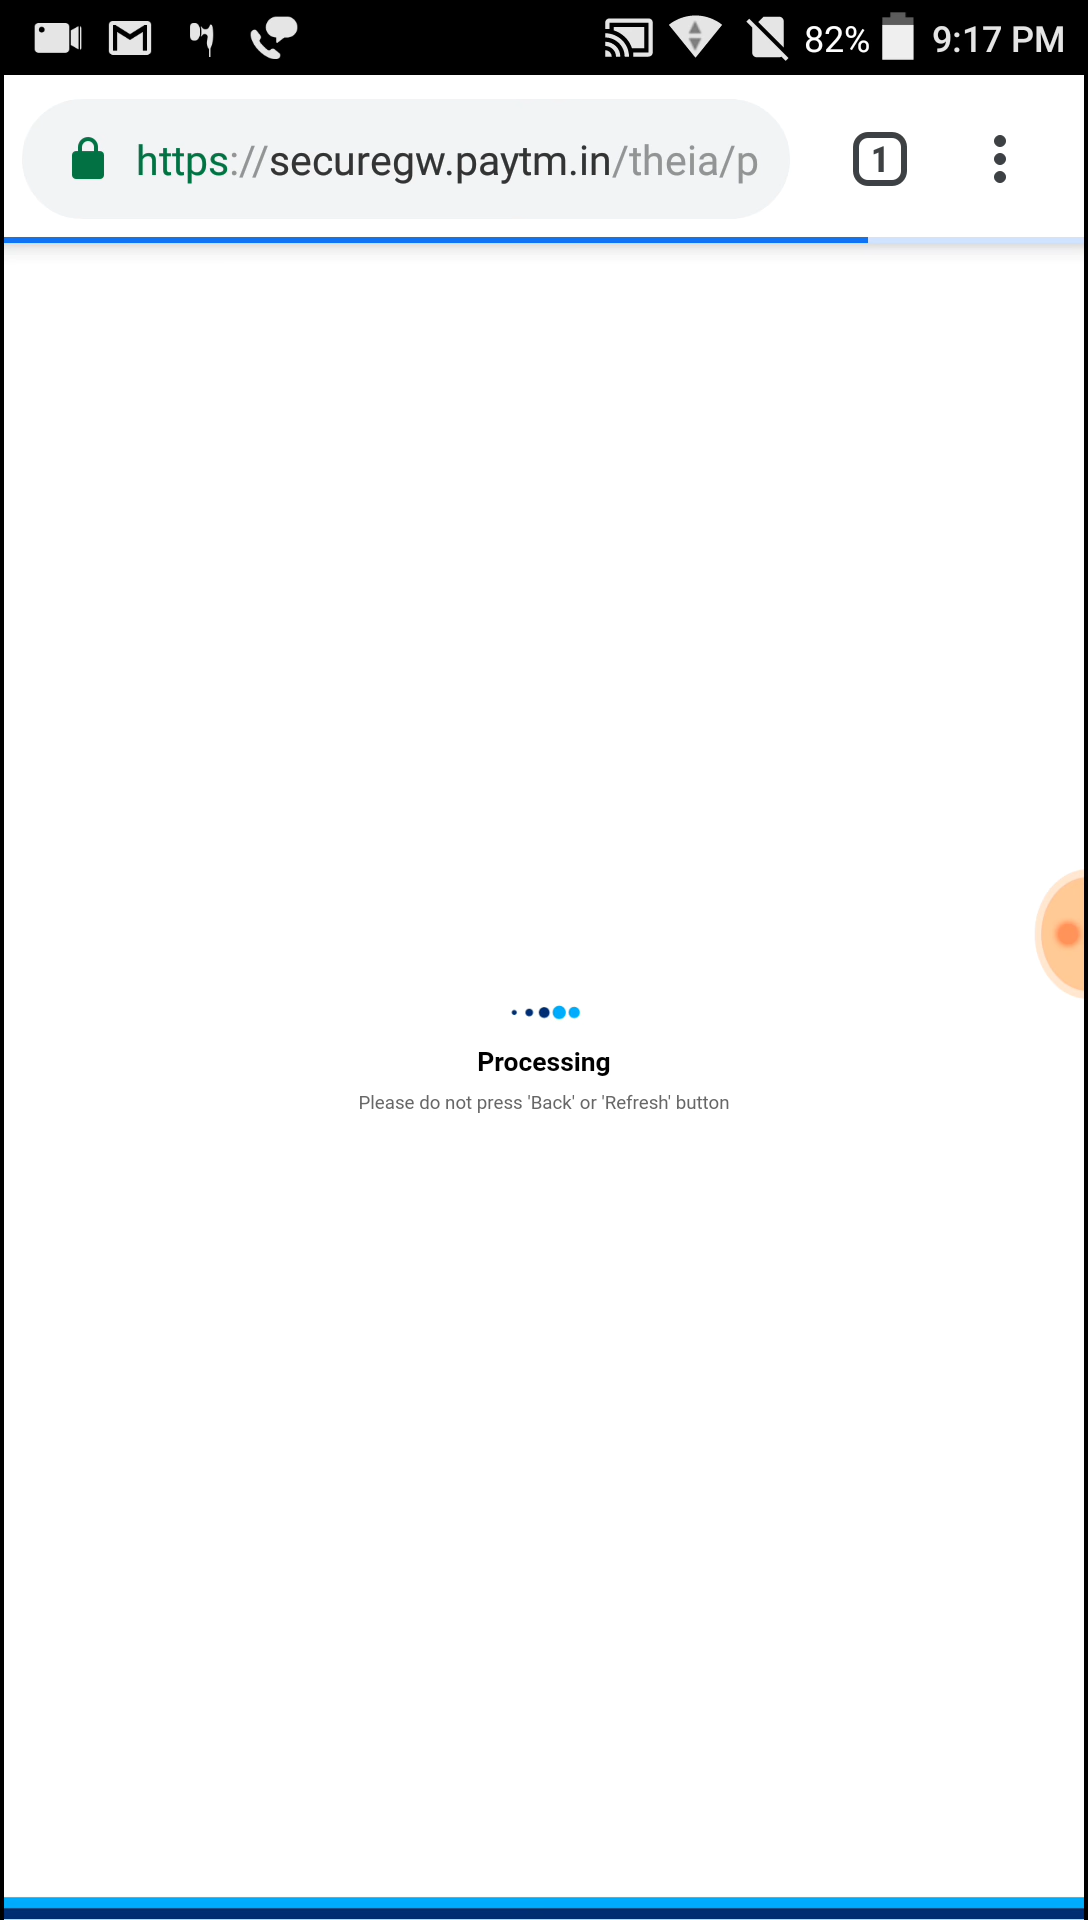 82% 9:17 PM
https://securegw.paytm.in/theia/p
1
Processing
Please do not press 'Back' or 'Refresh' button